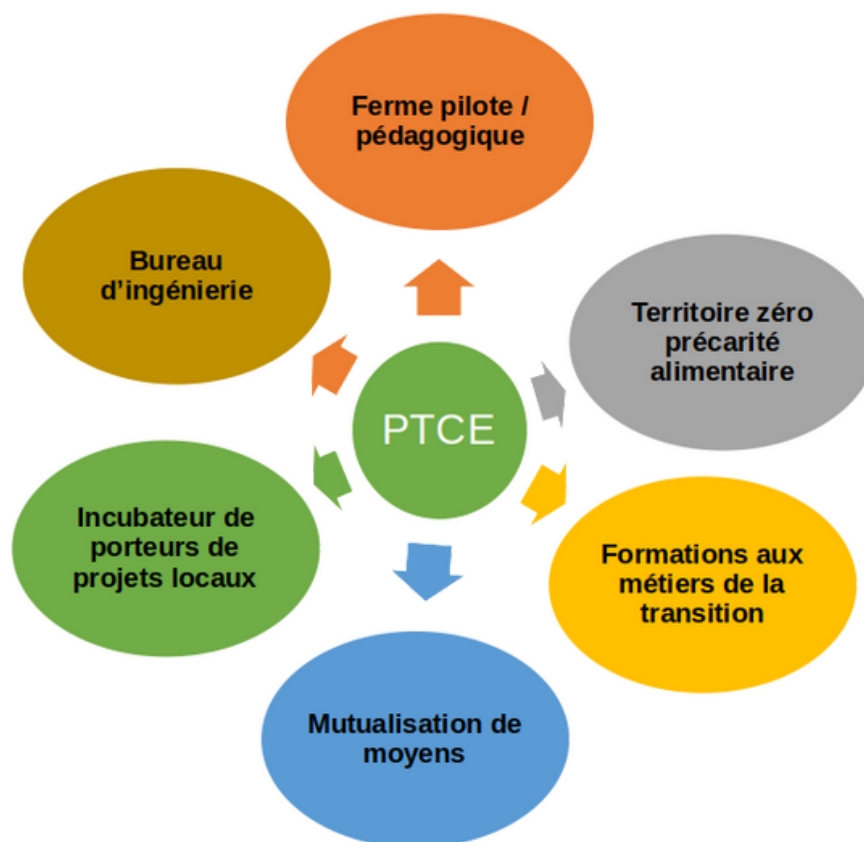 Ferme pilote /
pédagogique
Bureau
d'ingénierie
Territoire zéro
précarité
alimentaire
PTCE
Incubateur de
porteurs de
projets locaux
Formations aux
métiers de la
transition
Mutualisation de
moyens